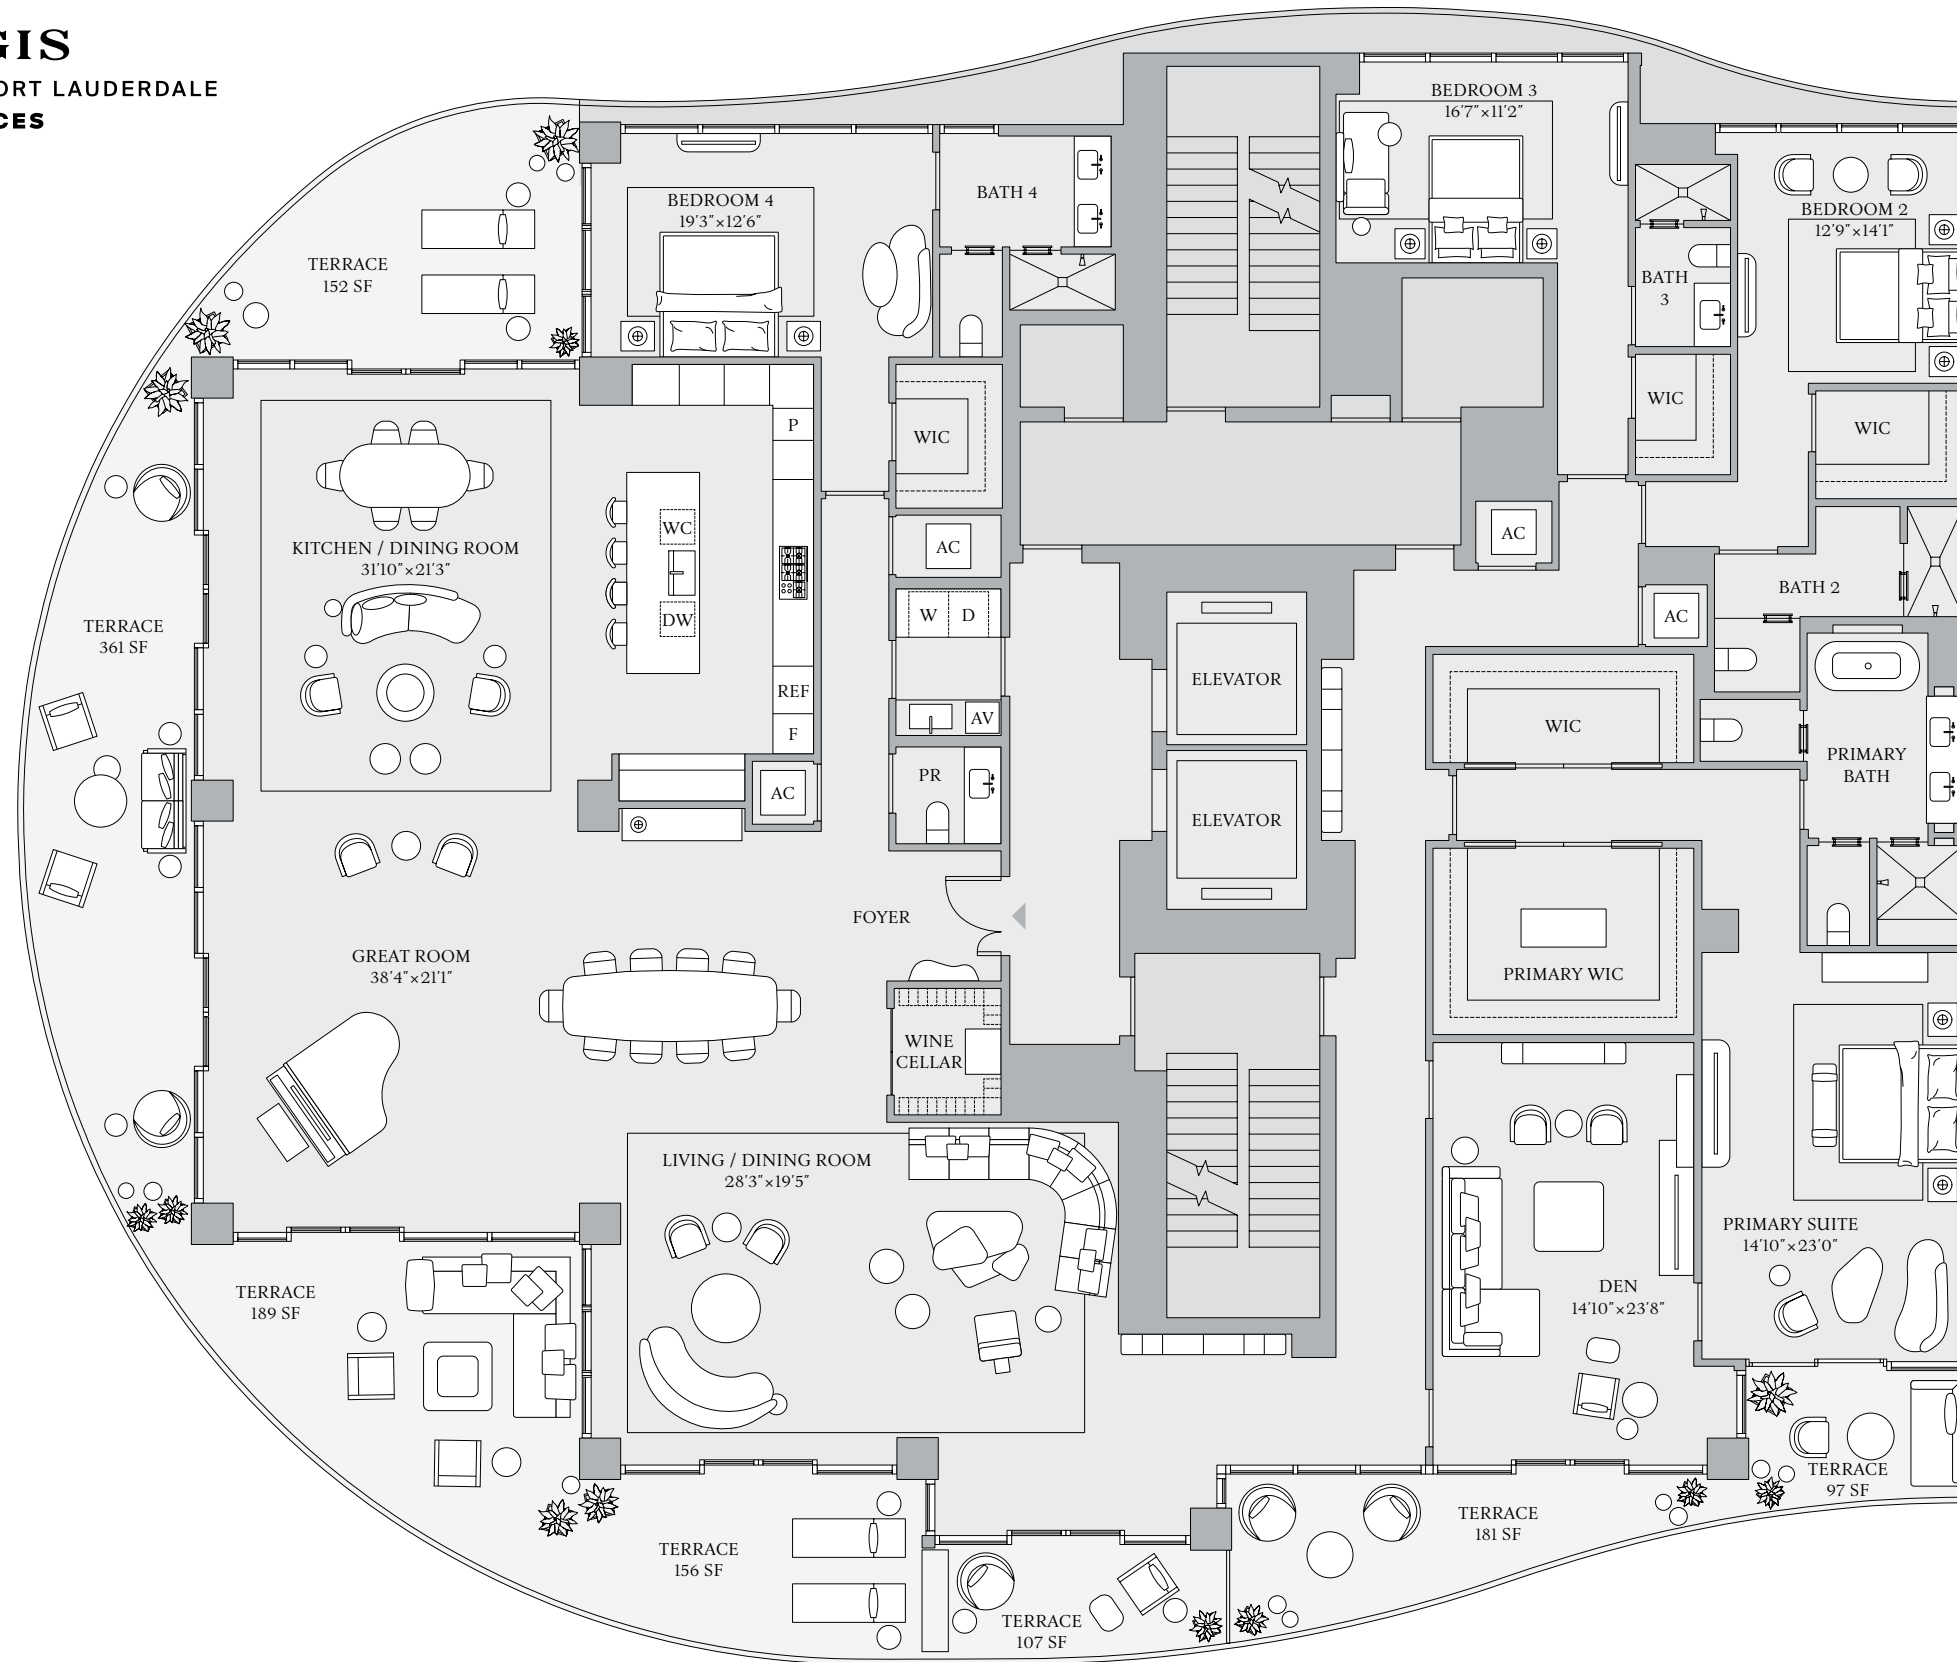 GIS
ORT LAUDERDALE
CES
BEDROOM 3
16'7"×11'2"
BEDROOM 4
19'3"×12'6"
BATH 4
BEDROOM 2
12'9"×14'1"
TERRACE
152 SF
BATH
3
WIC
WIC
P
WIC
WC
KITCHEN / DINING ROOM
31'10"×21'3"
AC
AC
BATH 2
W
D
DW
AC
TERRACE
361 SF
ELEVATOR
REF
AV
WIC
F
PR
PRIMARY
BATH
AC
ELEVATOR
FOYER
GREAT ROOM
38'4"×21'1"
PRIMARY WIC
WINE
CELLAR
LIVING / DINING ROOM
28'3"×19'5"
PRIMARY SUITE
14'10"×23'0"
TERRACE
189 SF
DEN
14'10"×23'8"
TERRACE
97 SF
TERRACE
181 SF
TERRACE
156 SF
TERRACE
107 SF